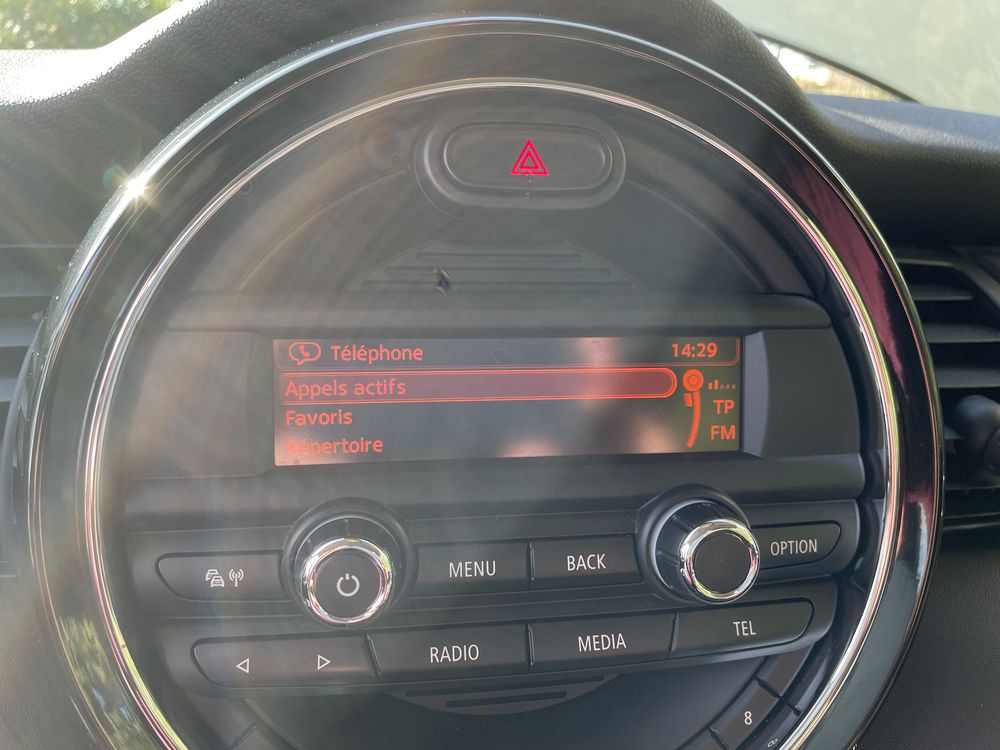 Téléphone 14:29
Appels actifs
Favoris TP
Répertoire FM
MENU BACK OPTION
RADIO MEDIA TEL
8